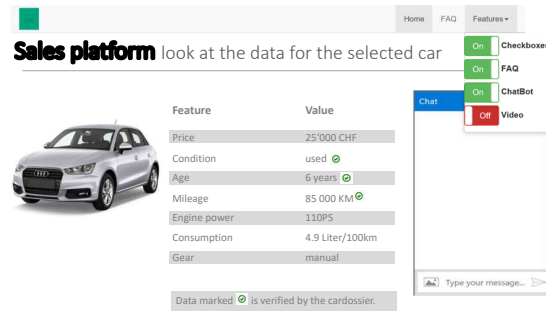 Home FAQ Features
On Checkboxes
Sales platform look at the data for the selected car
On FAQ
On ChatBot
Off Video
Chat
Feature Value
Price 25'000 CHF
Condition used
Age 6 years
Mileage 85 000 KM
Engine power 110PS
Consumption 4.9 Liter/100km
Gear manual
Type your message...
Data marked is verified by the cardossier.